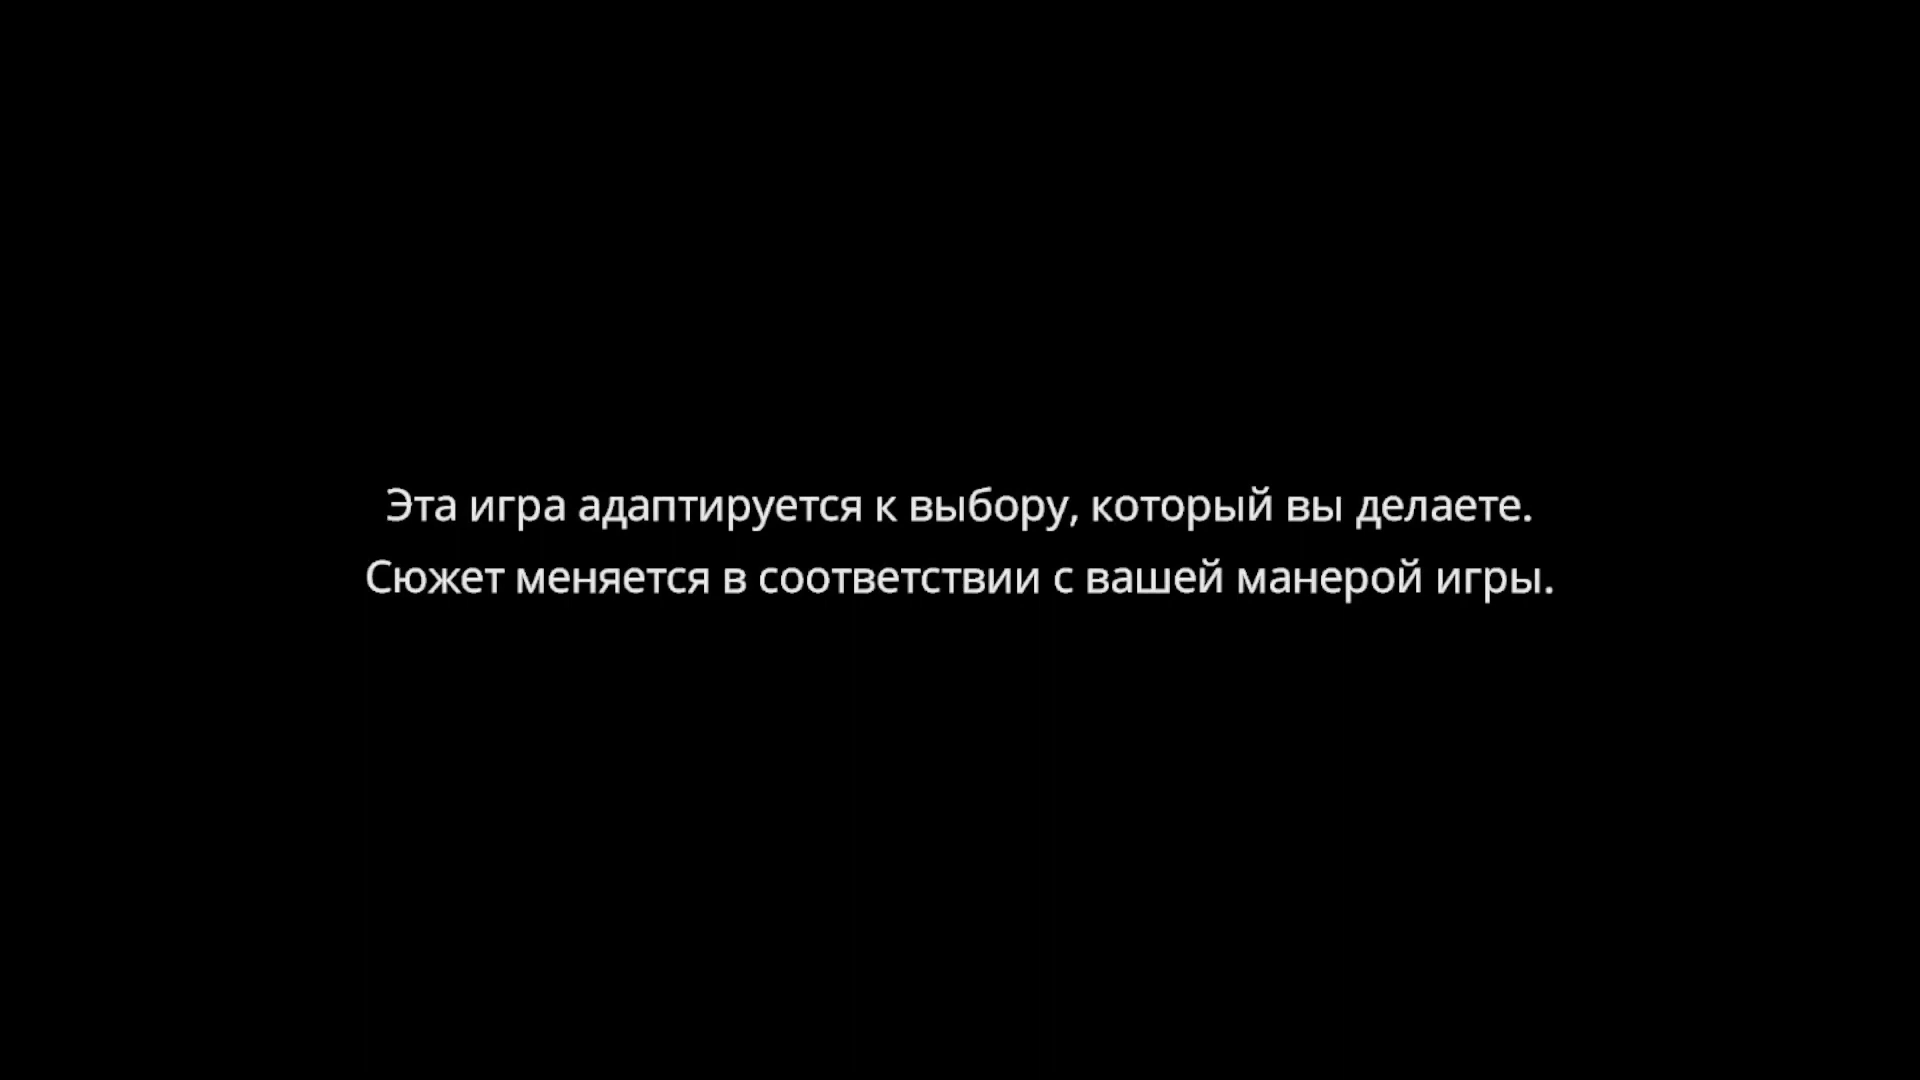 Эта игра адаптируется к выбору, который вы делаете.
Сюжет меняется в соответствии с вашей манерой игры.